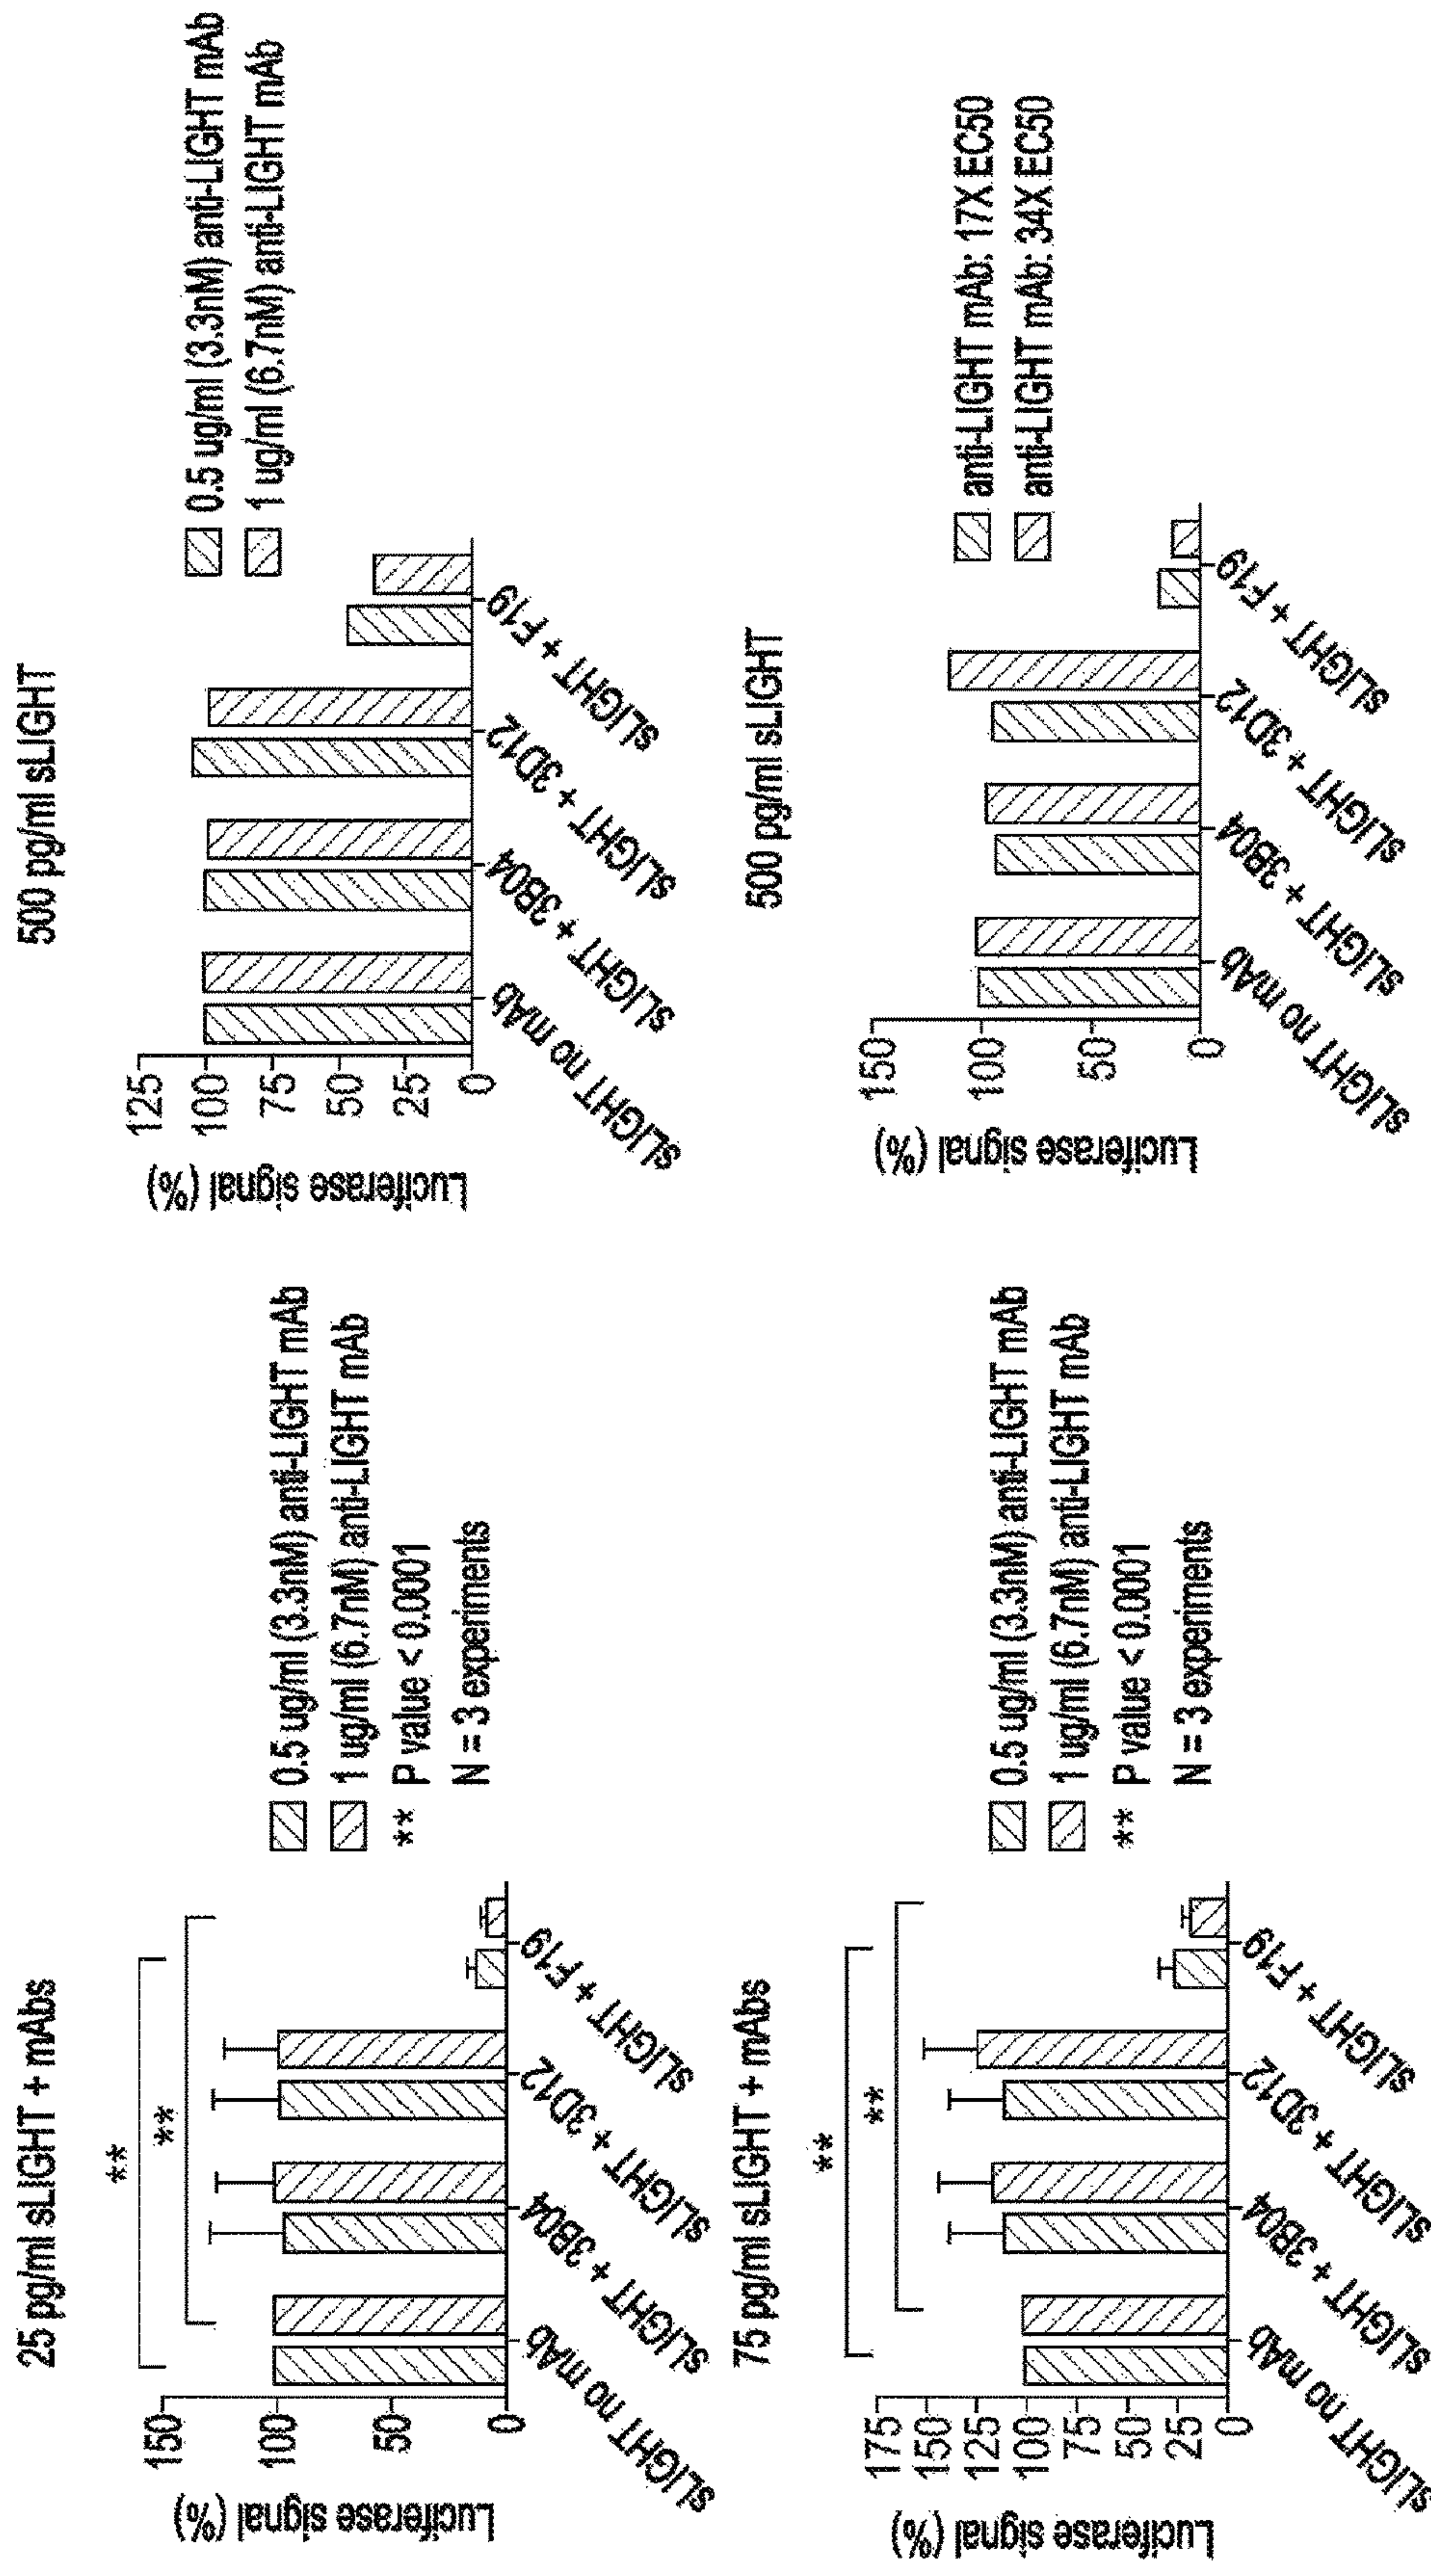 25 pg/ml sLIGHT + mAbs
**
**
Luciferase signal (%)
150
100
50
0
sLIGHT no mAb
sLIGHT + 3B04
sLIGHT + 3D12
sLIGHT + F19
0.5 ug/ml (3.3nM) anti-LIGHT mAb
1 ug/ml (6.7nM) anti-LIGHT mAb
** P value < 0.0001
N = 3 experiments
500 pg/ml sLIGHT
Luciferase signal (%)
125
100
75
50
25
0
sLIGHT no mAb
sLIGHT + 3B04
sLIGHT + 3D12
sLIGHT + F19
0.5 ug/ml (3.3nM) anti-LIGHT mAb
1 ug/ml (6.7nM) anti-LIGHT mAb
75 pg/ml sLIGHT + mAbs
**
**
Luciferase signal (%)
175
150
125
100
75
50
25
0
sLIGHT no mAb
sLIGHT + 3B04
sLIGHT + 3D12
sLIGHT + F19
0.5 ug/ml (3.3nM) anti-LIGHT mAb
1 ug/ml (6.7nM) anti-LIGHT mAb
** P value < 0.0001
N = 3 experiments
500 pg/ml sLIGHT
Luciferase signal (%)
150
100
50
0
sLIGHT no mAb
sLIGHT + 3B04
sLIGHT + 3D12
sLIGHT + F19
anti-LIGHT mAb: 17X EC50
anti-LIGHT mAb: 34X EC50